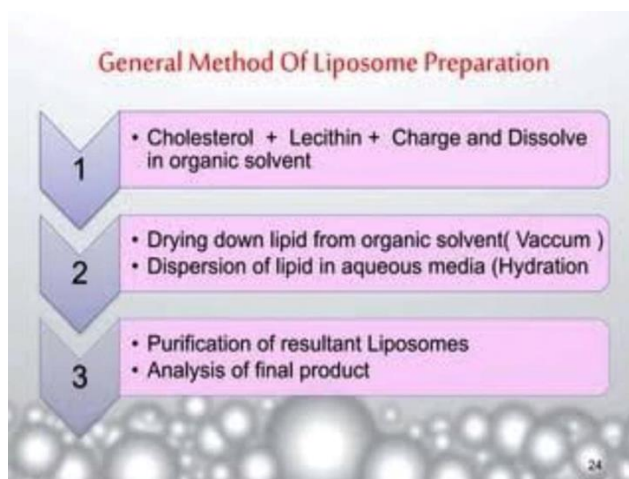 General Method Of Liposome Preparation
1
• Cholesterol + Lecithin + Charge and Dissolve
in organic solvent
2
• Drying down lipid from organic solvent( Vaccum )
• Dispersion of lipid in aqueous media (Hydration
3
• Purification of resultant Liposomes
• Analysis of final product
24